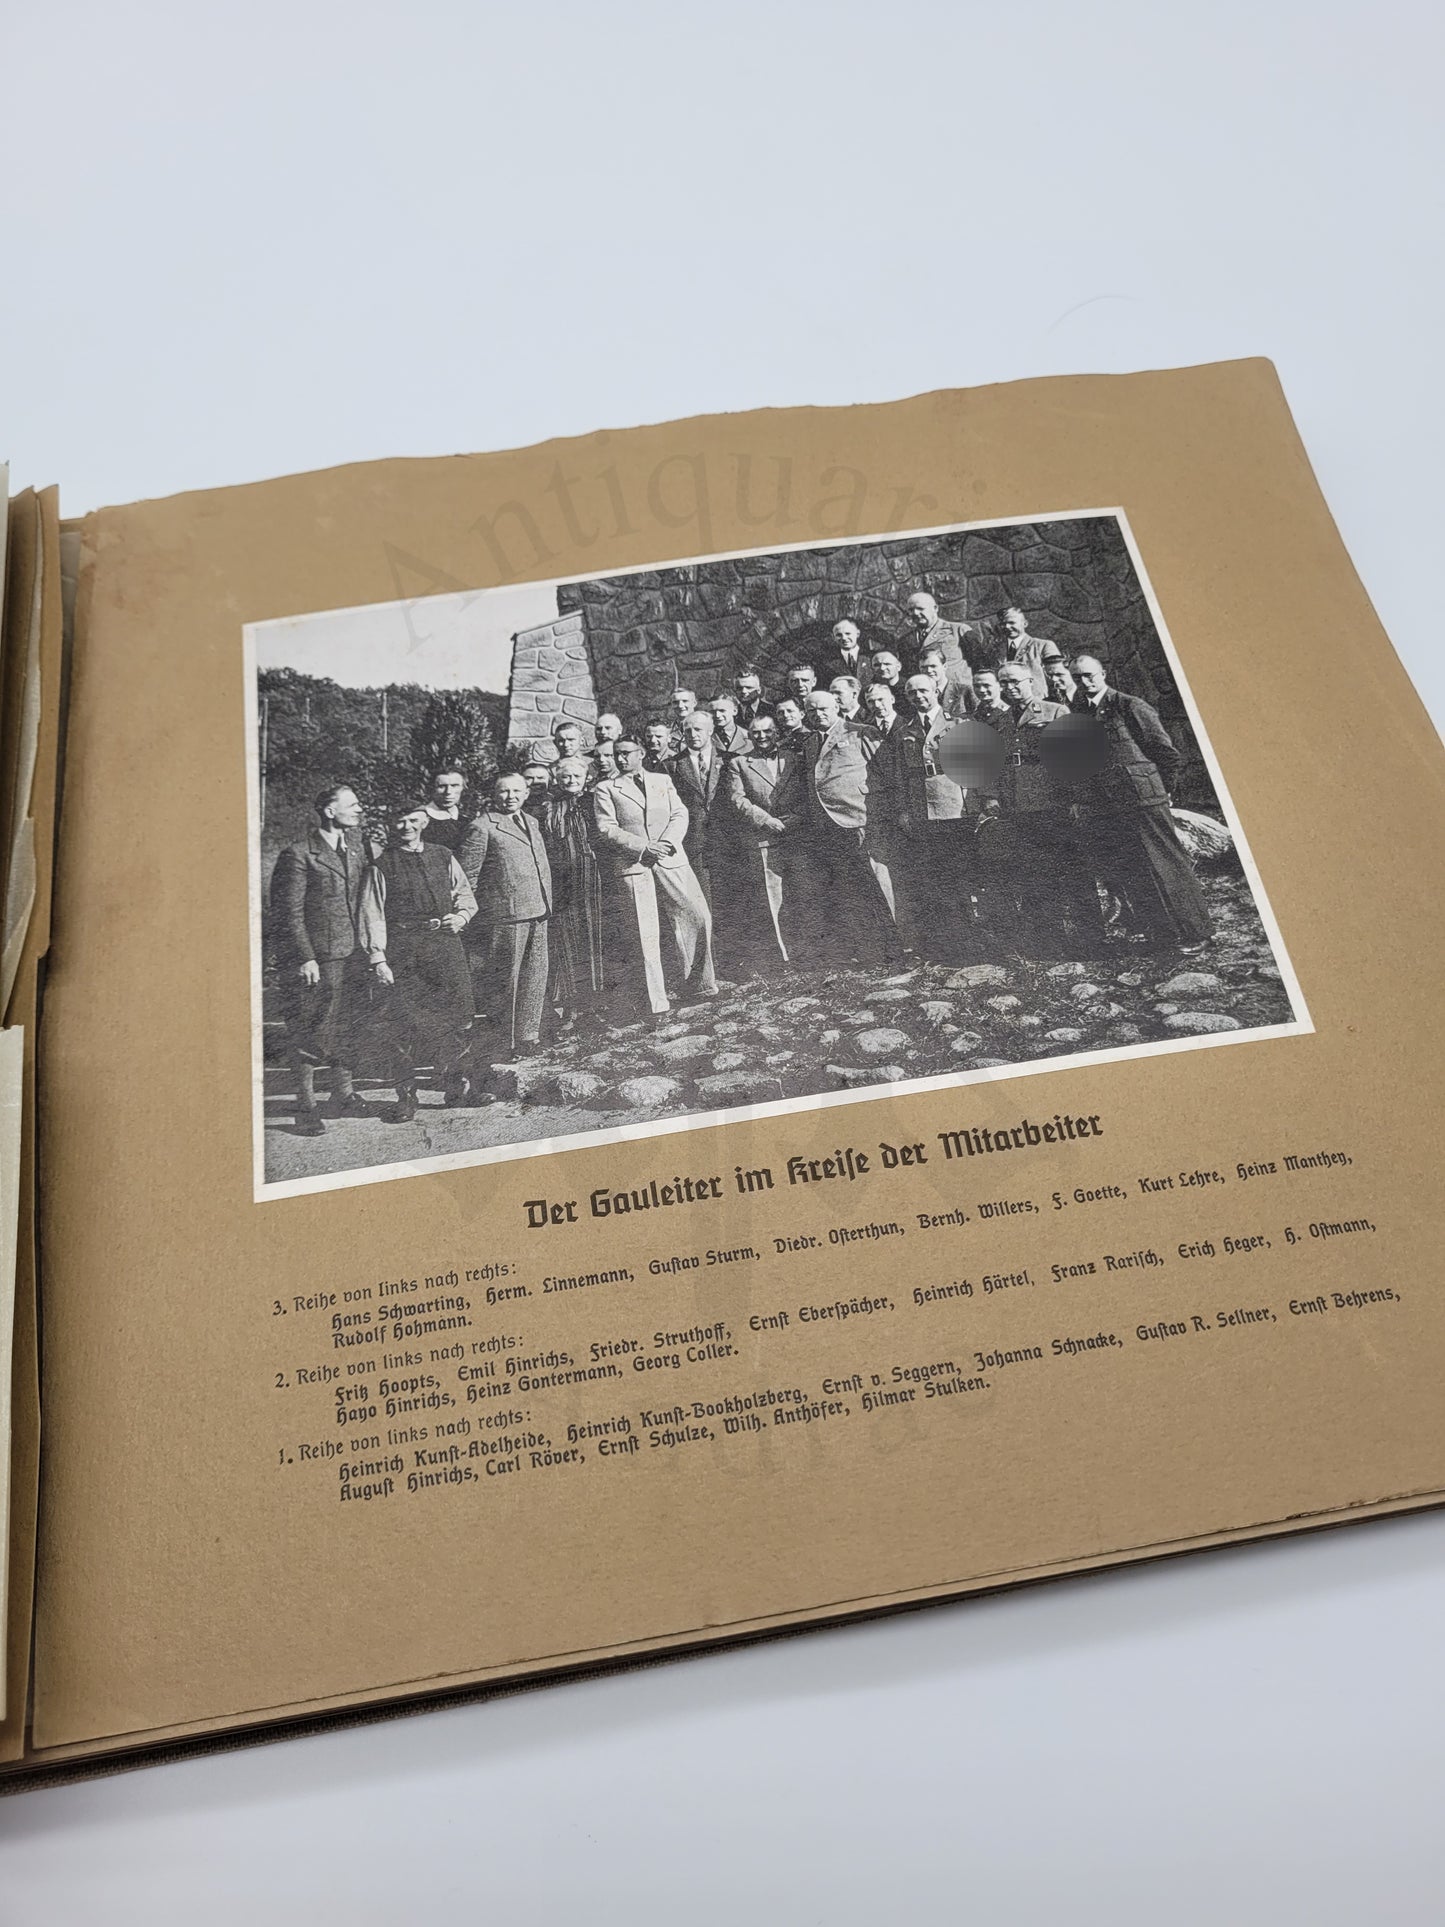 Antiquari
Der Gauleiter im Kreise der Mitarbeiter
3. Reihe von links nach rechts:
Hans Schwarting, Herm. Linnemann, Gustav Sturm, Diedr. Osterthun, Bernh. Willers, F. Goette, Kurt Lehre, Heinz Manthey,
Rudolf Hohmann.
2. Reihe von links nach rechts:
Fritz Hoopts, Emil Hinrichs, Friedr. Struthoff, Ernst Eberspächer, Heinrich Härtel, Franz Rarisch, Erich Heger, H. Ostmann,
Hayo Hinrichs, Heinz Gontermann, Georg Coller.
1. Reihe von links nach rechts:
Heinrich Kunst-Adelheide, Heinrich Kunst-Bookholzberg, Ernst v. Seggern, Johanna Schnacke, Gustav R. Sellner, Ernst Behrens,
August Hinrichs, Carl Röver, Ernst Schulze, Wilh. Anthöfer, Hilmar Stulken.